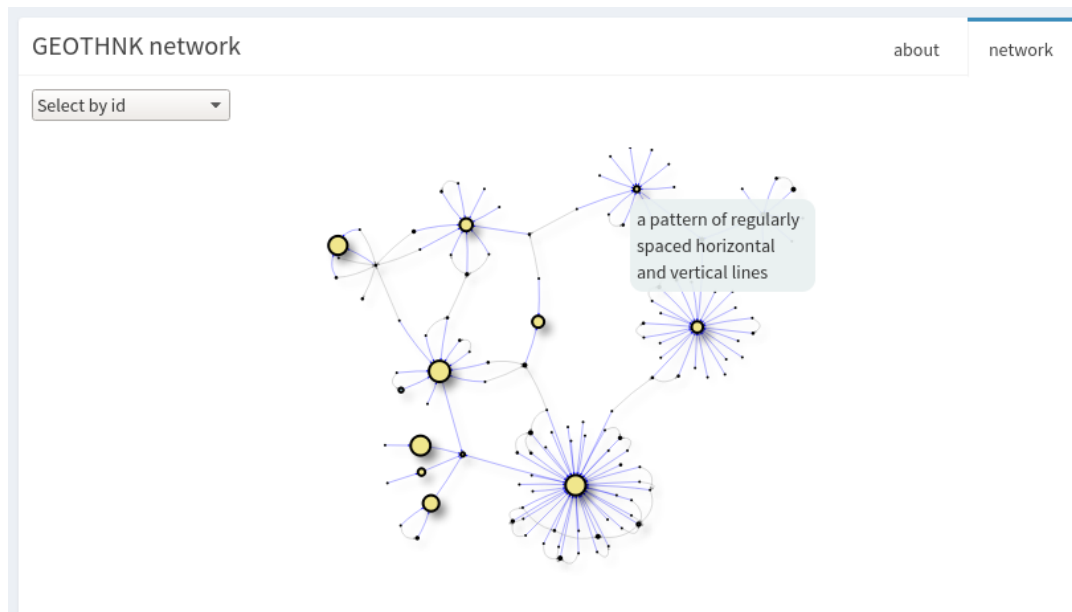 GEOTHNK network
about
network
Select by id
a pattern of regularly
spaced horizontal
and vertical lines